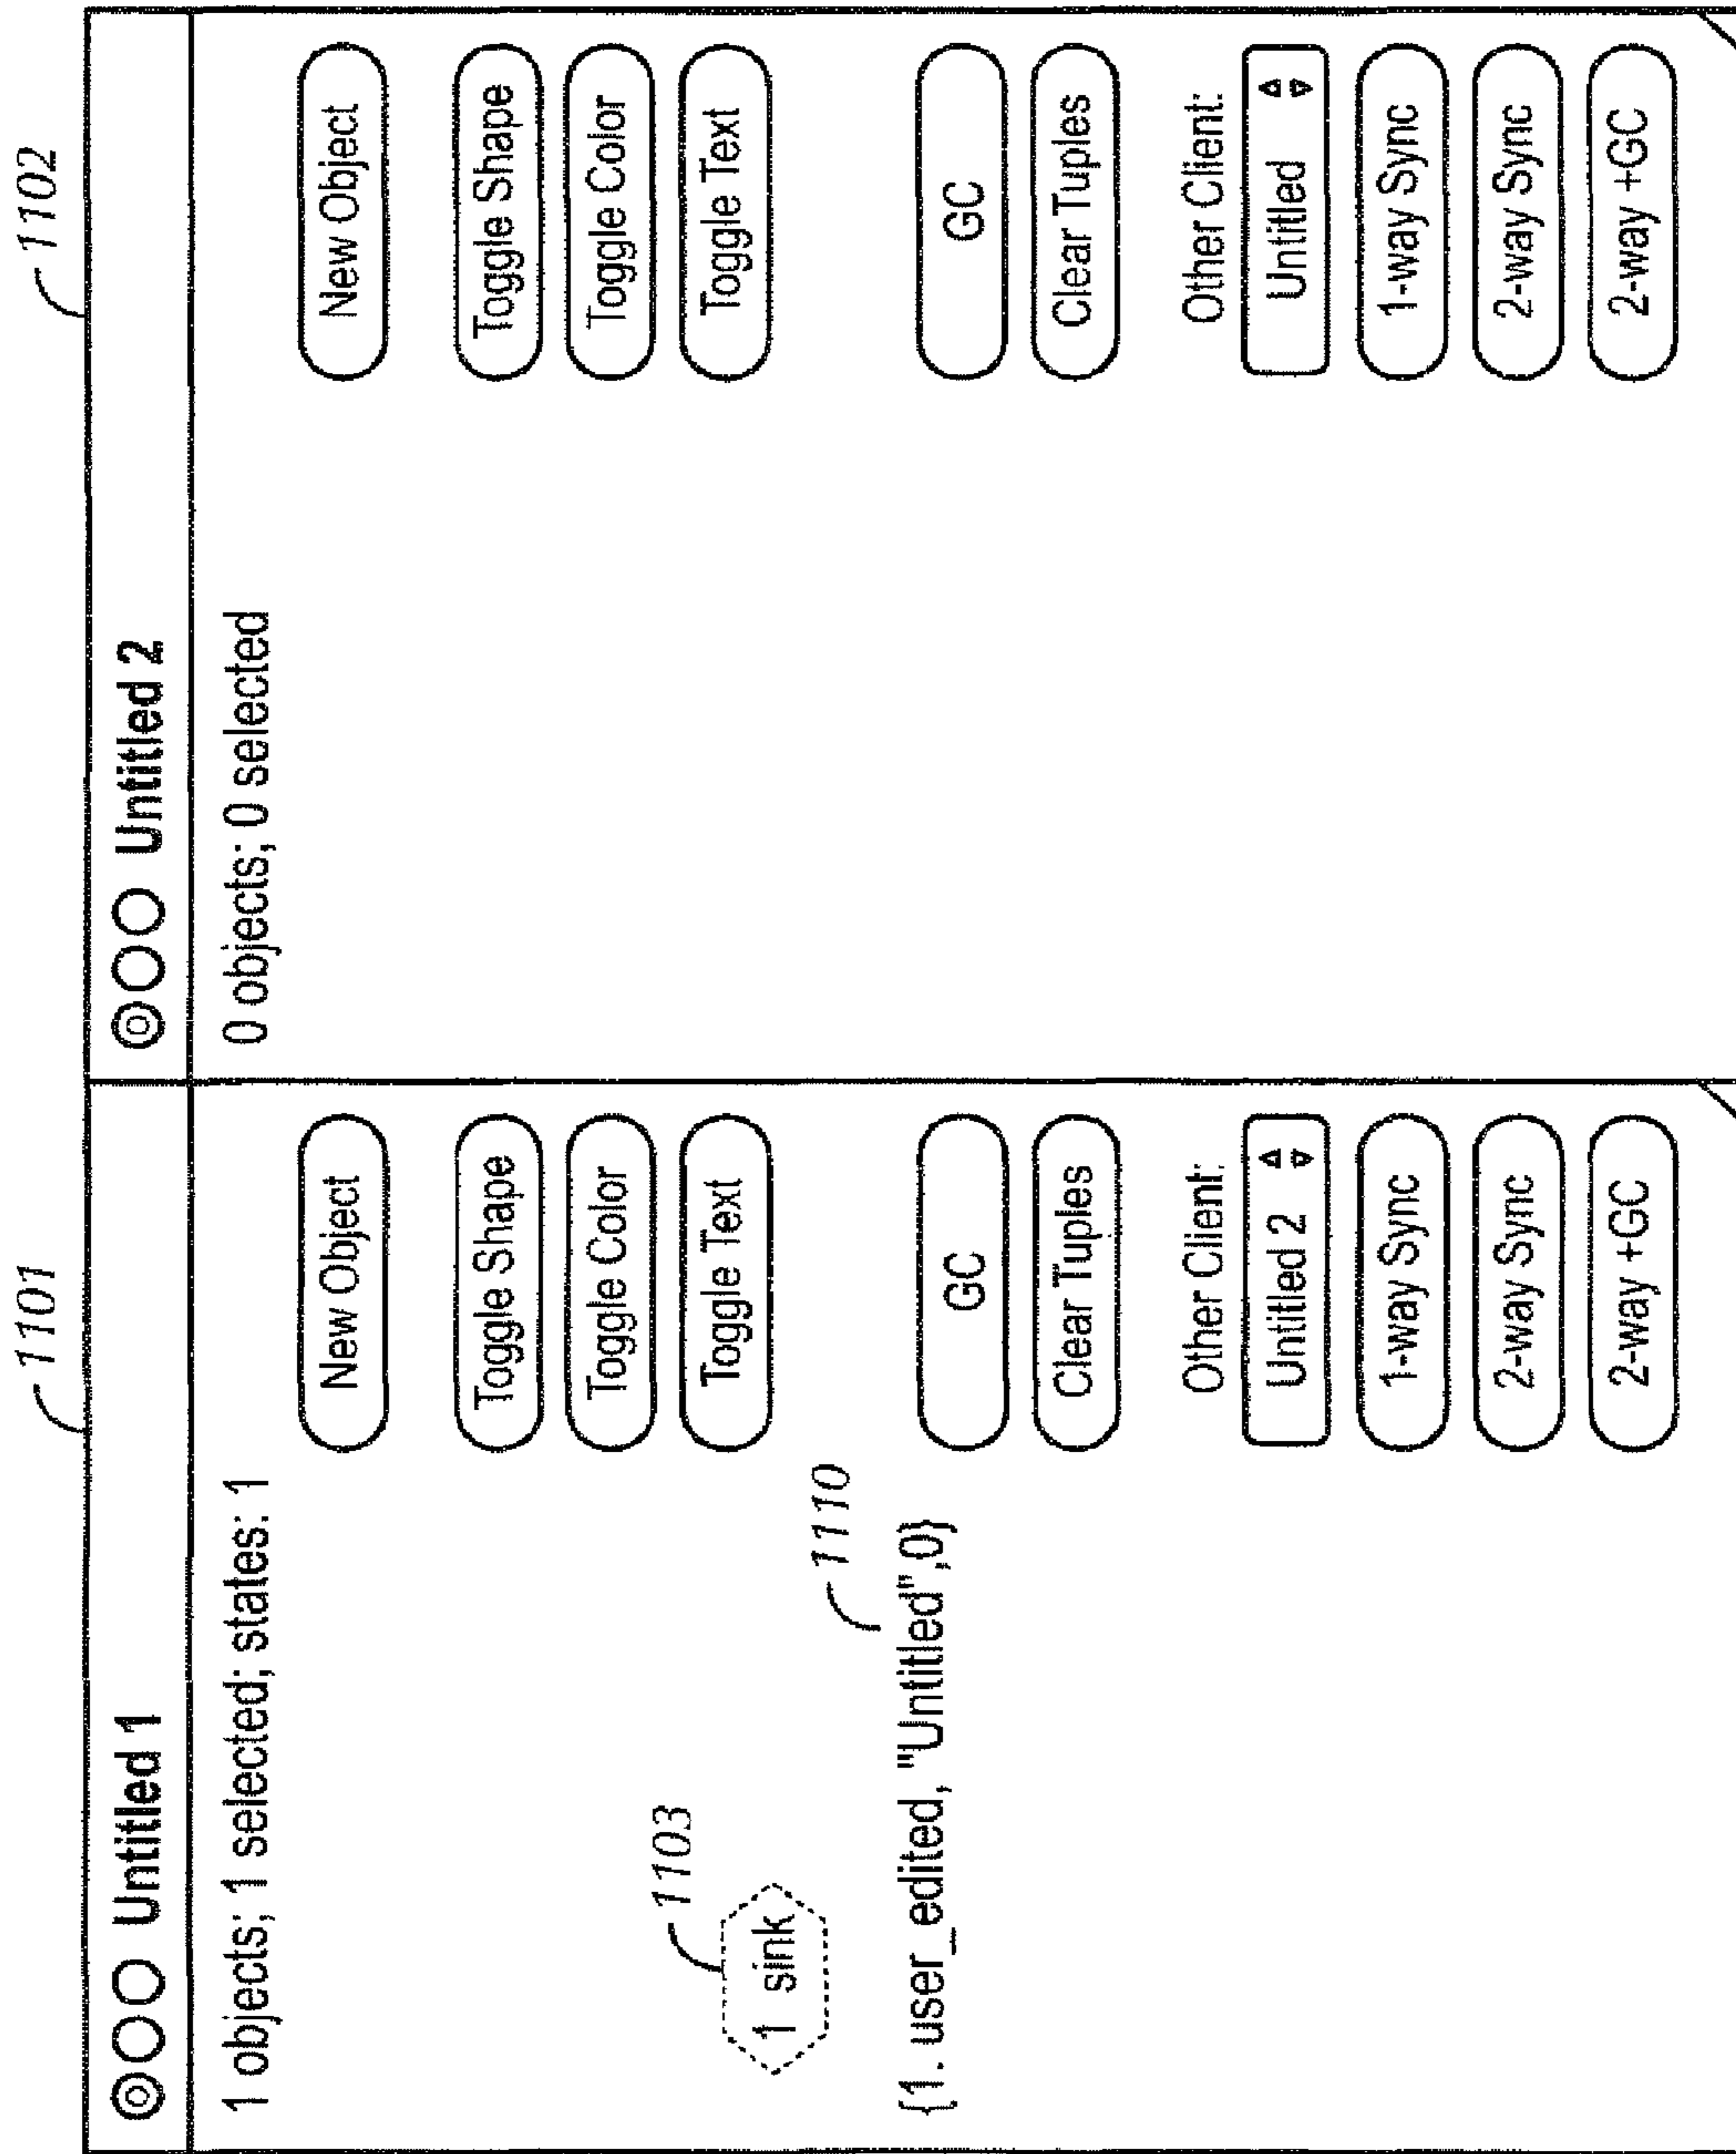 1101
Untitled 1
1 objects; 1 selected; states: 1
New Object
Toggle Shape
Toggle Color
Toggle Text
1103
1 sink
1110
{1. user_edited, "Untitled",0}
GC
Clear Tuples
Other Client:
Untitled 2
1-way Sync
2-way Sync
2-way +GC
1102
Untitled 2
0 objects; 0 selected
New Object
Toggle Shape
Toggle Color
Toggle Text
GC
Clear Tuples
Other Client:
Untitled
1-way Sync
2-way Sync
2-way +GC